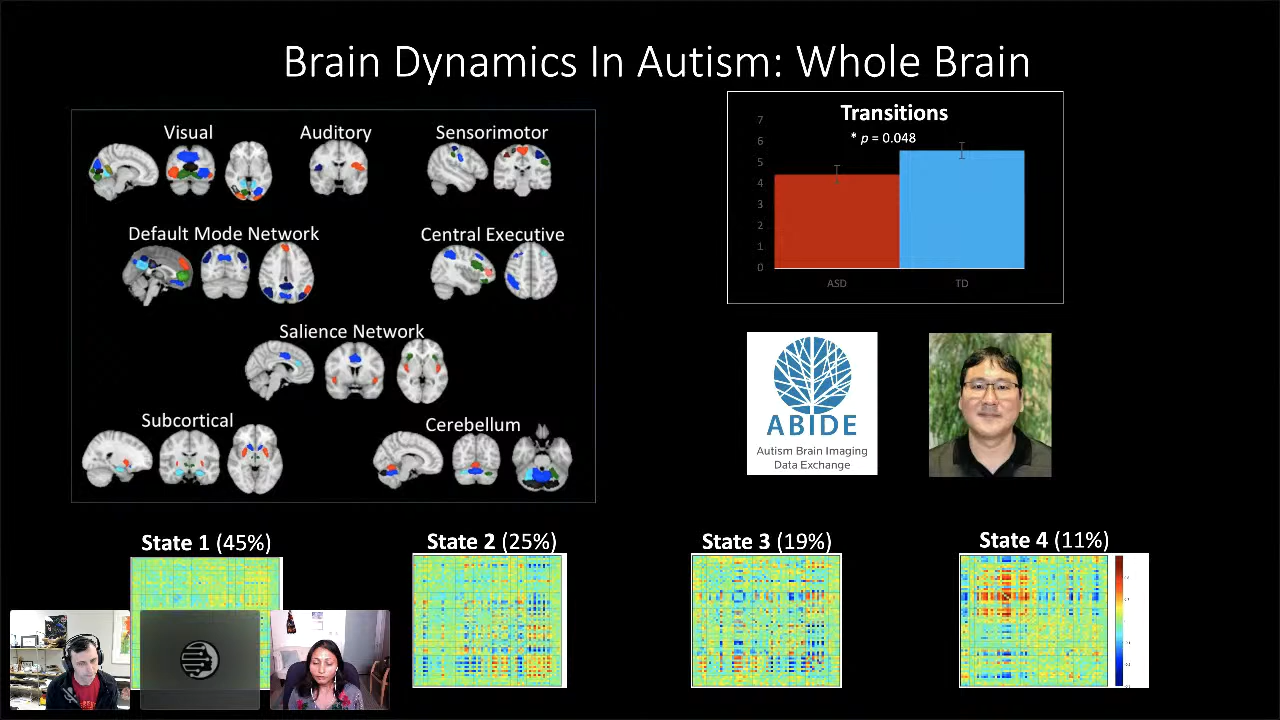 Brain Dynamics In Autism: Whole Brain
Visual
Auditory
Sensorimotor
Default Mode Network
Central Executive
Salience Network
Subcortical
Cerebellum
Transitions
* p = 0.048
7
6
5
4
3
2
1
0
ASD
TD
ABIDE
Autism Brain Imaging
Data Exchange
State 1 (45%)
State 2 (25%)
State 3 (19%)
State 4 (11%)